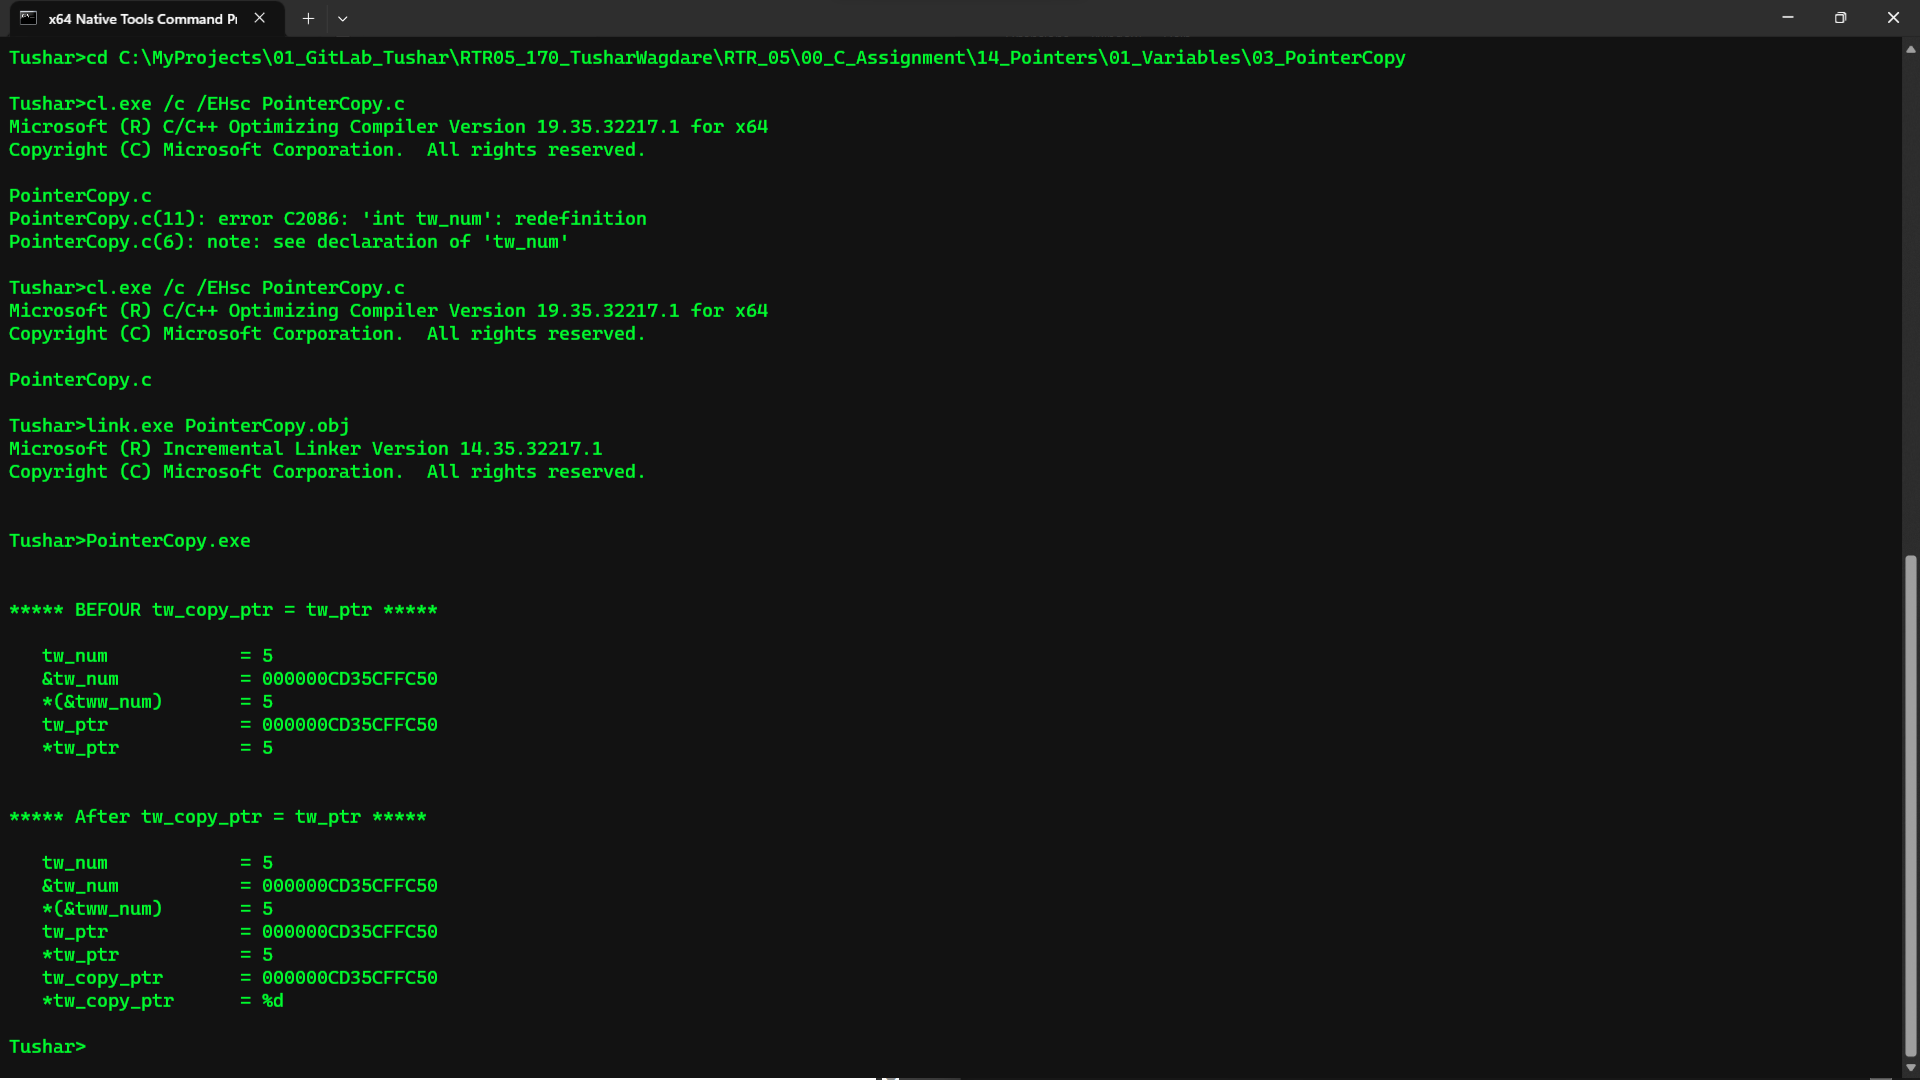 x64 Native Tools Command Pr
Tushar>cd C:\MyProjects\01_GitLab_Tushar\RTR05_170_TusharWagdare\RTR_05\00_C_Assignment\14_Pointers\01_Variables\03_PointerCopy
Tushar>cl.exe /c /EHsc PointerCopy.c
Microsoft (R) C/C++ Optimizing Compiler Version 19.35.32217.1 for x64
Copyright (C) Microsoft Corporation.  All rights reserved.
PointerCopy.c
PointerCopy.c(11): error C2086: 'int tw_num': redefinition
PointerCopy.c(6): note: see declaration of 'tw_num'
Tushar>cl.exe /c /EHsc PointerCopy.c
Microsoft (R) C/C++ Optimizing Compiler Version 19.35.32217.1 for x64
Copyright (C) Microsoft Corporation.  All rights reserved.
PointerCopy.c
Tushar>link.exe PointerCopy.obj
Microsoft (R) Incremental Linker Version 14.35.32217.1
Copyright (C) Microsoft Corporation.  All rights reserved.
Tushar>PointerCopy.exe
***** BEFOUR tw_copy_ptr = tw_ptr *****
tw_num            = 5
&tw_num           = 000000CD35CFFC50
*(&tww_num)       = 5
tw_ptr            = 000000CD35CFFC50
*tw_ptr           = 5
***** After tw_copy_ptr = tw_ptr *****
tw_num            = 5
&tw_num           = 000000CD35CFFC50
*(&tww_num)       = 5
tw_ptr            = 000000CD35CFFC50
*tw_ptr           = 5
tw_copy_ptr       = 000000CD35CFFC50
*tw_copy_ptr      = %d
Tushar>